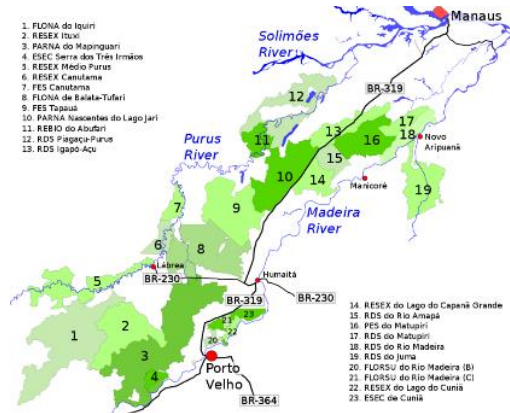 1. FLONA do Iquiri
2. RESEX Ituxi
3. PARNA do Mapinguari
4. ESEC Serra dos Três Irmãos
5. RESEX Médio Purus
6. RESEX Canutama
7. FES Canutama
8. FLONA de Balata-Tufari
9. FES Tapauá
10. PARNA Nascentes do Lago Jari
11. REBIO do Abufari
12. RDS Piagaçu-Purus
13. RDS Igapó-Açu
Solimões
River
Manaus
BR-319
12
11
13
17
16
18
Novo
Aripuanã
15
Purus
River
10
14
Manicoré
19
7
9
Madeira
River
6
8
Lábrea
BR-230
Humaitá
5
BR-319
BR-230
23
21
22
20
1
2
3
4
Porto
Velho
BR-364
14. RESEX do Lago do Capanã Grande
15. RDS do Rio Amapá
16. PES do Matupiri
17. RDS do Matupiri
18. RDS do Rio Madeira
19. RDS do Juma
20. FLORSU do Rio Madeira (B)
21. FLORSU do Rio Madeira (C)
22. RESEX do Lago do Cuniã
23. ESEC de Cuniã